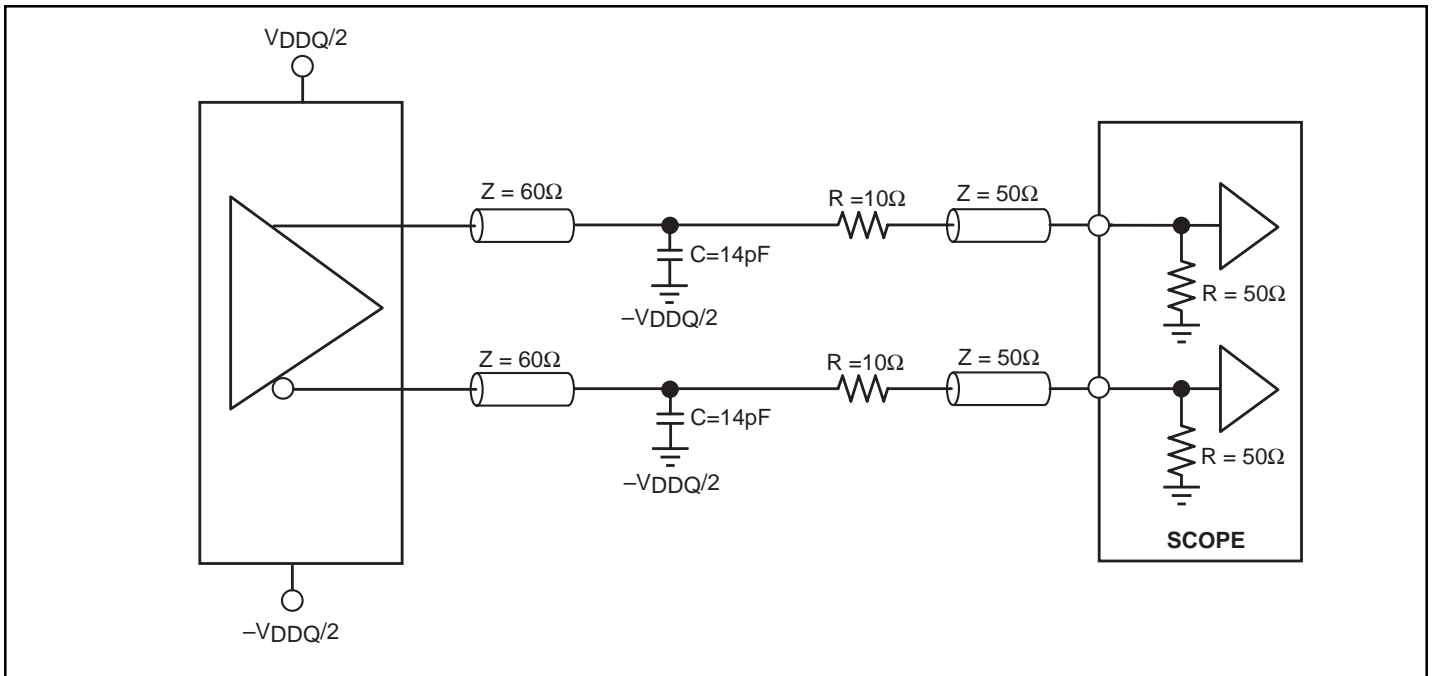 VDDQ/2
Z = 60Ω
R =10Ω
Z = 50Ω
C=14pF
–VDDQ/2
R = 50Ω
Z = 60Ω
R =10Ω
Z = 50Ω
C=14pF
–VDDQ/2
R = 50Ω
SCOPE
–VDDQ/2